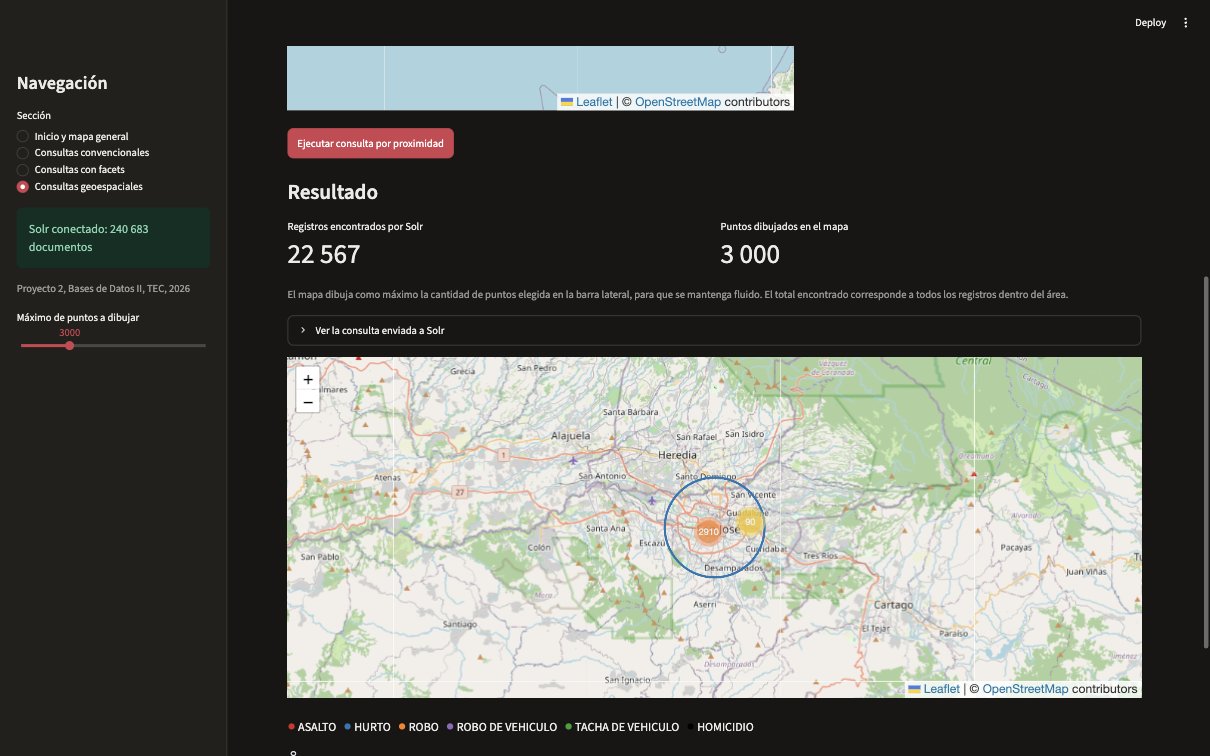 Deploy
Navegación
Sección
Inicio y mapa general
Consultas convencionales
Consultas con facets
Consultas geoespaciales
Solr conectado: 240 683
documentos
Proyecto 2, Bases de Datos II, TEC, 2026
Máximo de puntos a dibujar
3000
Leaflet | © OpenStreetMap contributors
Ejecutar consulta por proximidad
Resultado
Registros encontrados por Solr
Puntos dibujados en el mapa
22 567
3 000
El mapa dibuja como máximo la cantidad de puntos elegida en la barra lateral, para que se mantenga fluido. El total encontrado corresponde a todos los registros dentro del área.
Ver la consulta enviada a Solr
+
−
Grecia
San Pedro
Central
Cartago
Santa Bárbara
Alajuela
San Rafael
San Isidro
Heredia
1
Atenas
San Antonio
Santo Domingo
27
San Vicente
90
2910
Santa Ana
Escazú
Colón
Curridabat
San Pablo
Tres Ríos
Desamparados
Pacayas
Juan Viñas
Aserrí
Cartago
Santiago
El Tejar
Paraíso
Desamparados
San Ignacio
Leaflet | © OpenStreetMap contributors
ASALTO
HURTO
ROBO
ROBO DE VEHICULO
TACHA DE VEHICULO
HOMICIDIO